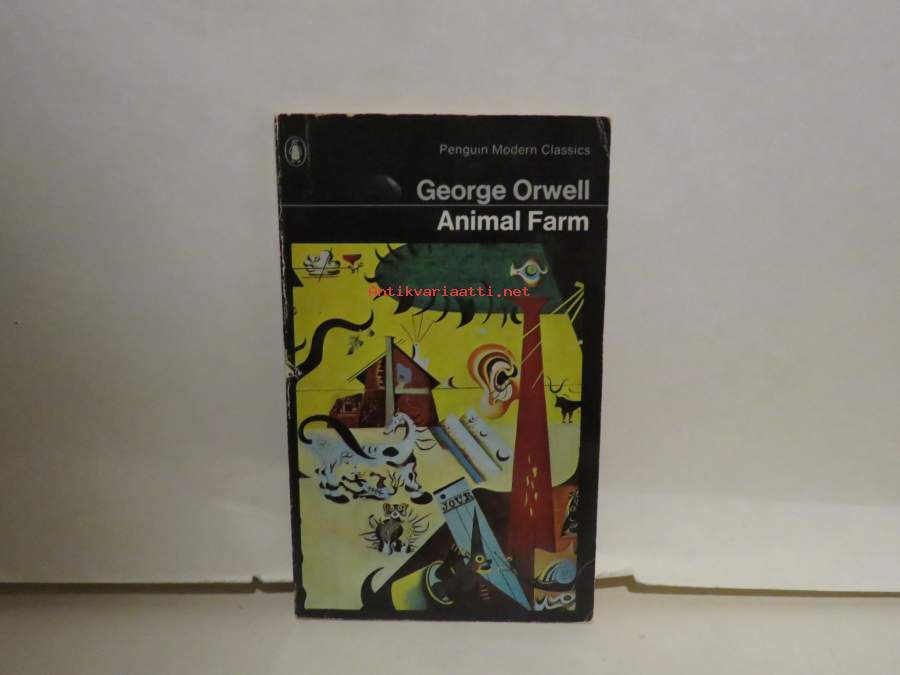 Penguin Modern Classics
George Orwell
Animal Farm
antikvariaatti.net
JOUR